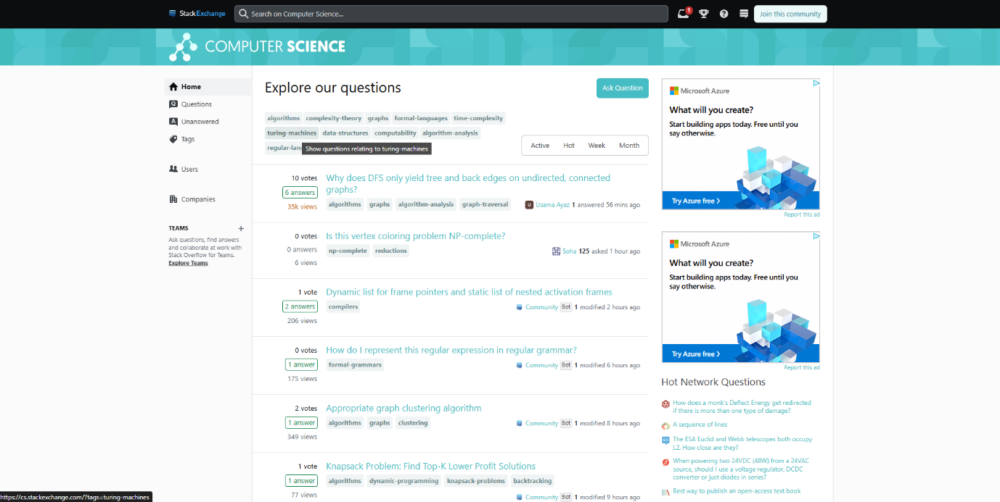 StackExchange
Search on Computer Science...
1
Join this community
COMPUTER SCIENCE
Home
Questions
Unanswered
Tags
Users
Companies
TEAMS
Ask questions, find answers
and collaborate at work with
Stack Overflow for Teams.
Explore Teams
Explore our questions
Ask Question
algorithms complexity-theory graphs formal-languages time-complexity
turing-machines data-structures computability algorithm-analysis
regular-lan
Show questions relating to turing-machines
Active Hot Week Month
10 votes
6 answers
35k views
Why does DFS only yield tree and back edges on undirected, connected
graphs?
algorithms graphs algorithm-analysis graph-traversal
U Usama Ayaz 1 answered 56 mins ago
0 votes
0 answers
6 views
Is this vertex coloring problem NP-complete?
np-complete reductions
Soha 125 asked 1 hour ago
1 vote
2 answers
206 views
Dynamic list for frame pointers and static list of nested activation frames
compilers
Community Bot 1 modified 2 hours ago
0 votes
1 answer
175 views
How do I represent this regular expression in regular grammar?
formal-grammars
Community Bot 1 modified 6 hours ago
2 votes
1 answer
349 views
Appropriate graph clustering algorithm
algorithms graphs clustering
Community Bot 1 modified 8 hours ago
1 vote
1 answer
77 views
Knapsack Problem: Find Top-K Lower Profit Solutions
algorithms dynamic-programming knapsack-problems backtracking
Community Bot 1 modified 9 hours ago
Microsoft Azure
What will you create?
Start building apps today. Free until you
say otherwise.
Try Azure free >
Report this ad
Microsoft Azure
What will you create?
Start building apps today. Free until you
say otherwise.
Try Azure free >
Report this ad
Hot Network Questions
How does a monk's Deflect Energy get redirected
if there is more than one type of damage?
A sequence of lines
The ESA Euclid and Webb telescopes both occupy
L2. How close are they?
When powering two 24VDC (48W) from a 24VAC
source, should I use a voltage regulator, DCDC
converter or just diodes in series?
Best way to publish an open-access text book
https://cs.stackexchange.com/?tags=turing-machines